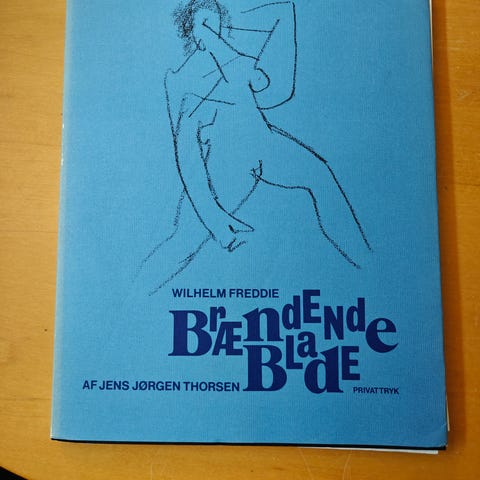 WILHELM FREDDIE
BrÆndENde
BLadE
AF JENS JØRGEN THORSEN
PRIVATTRYK